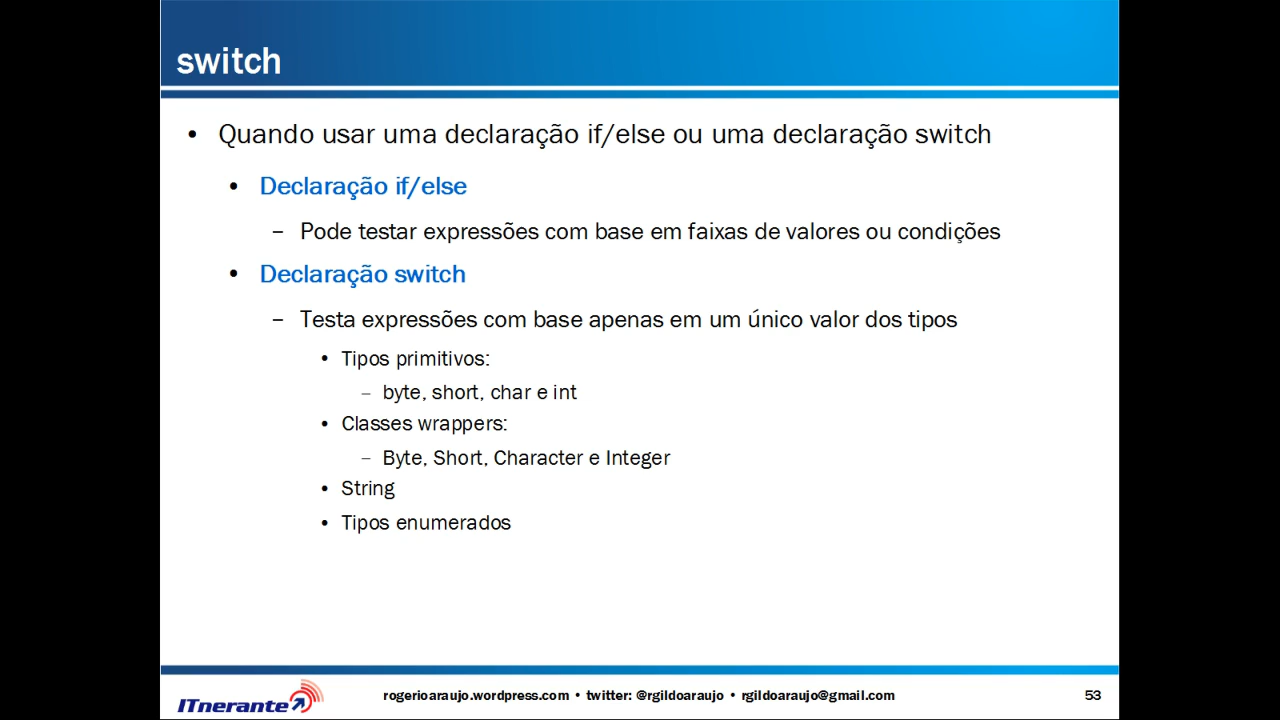 switch
• Quando usar uma declaração if/else ou uma declaração switch
• Declaração if/else
– Pode testar expressões com base em faixas de valores ou condições
• Declaração switch
– Testa expressões com base apenas em um único valor dos tipos
• Tipos primitivos:
– byte, short, char e int
• Classes wrappers:
– Byte, Short, Character e Integer
• String
• Tipos enumerados
ITnerante
rogerioaraujo.wordpress.com • twitter: @rgildoaraujo • rgildoaraujo@gmail.com
53